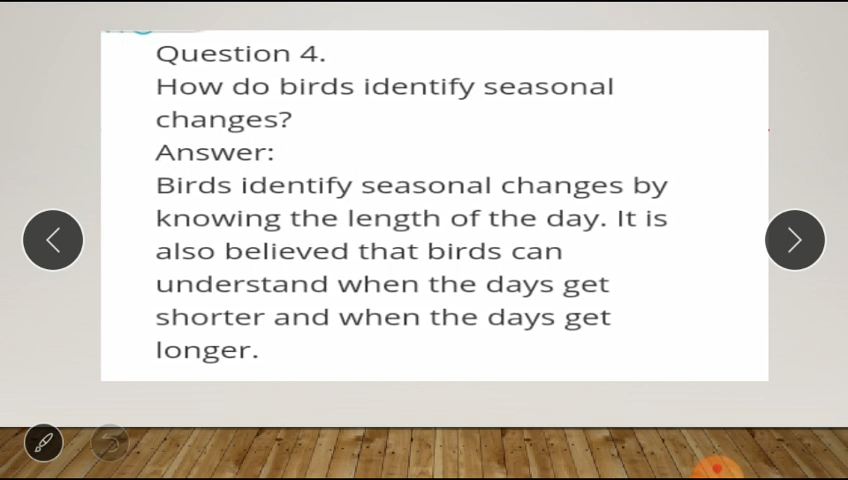 Question 4.
How do birds identify seasonal
changes?
Answer:
Birds identify seasonal changes by
knowing the length of the day. It is
also believed that birds can
understand when the days get
shorter and when the days get
longer.